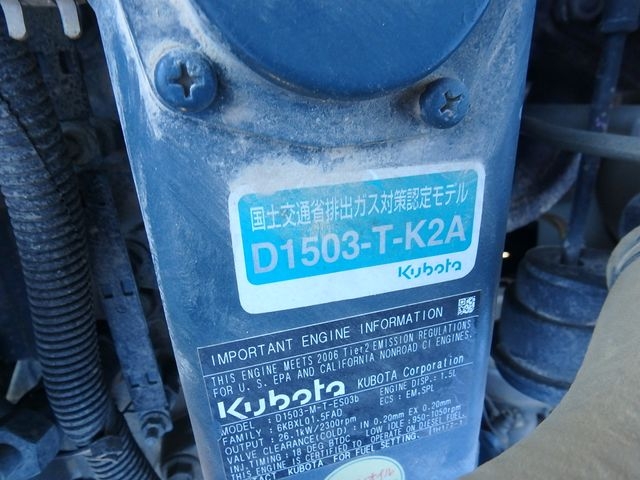 国土交通省排出ガス対策認定モデル
D1503-T-K2A
Kubota
IMPORTANT ENGINE INFORMATION
THIS ENGINE MEETS 2006 Tier2 EMISSION REGULATIONS
FOR U.S. EPA AND CALIFORNIA NONROAD CI ENGINES.
Kubota KUBOTA Corporation
MODEL : D1503-M-T-ES03b ENGINE DISP.: 1.5L
FAMILY : 6KBXL01.5FAD ECS : EM,SPL
OUTPUT : 26.1kW/2300rpm
VALVE CLEARANCE(COLD) : IN 0.20mm EX 0.20mm
INJ.TIMING: 18 DEG BTDC LOW IDLE: 950-1050rpm
THIS ENGINE IS CERTIFIED TO OPERATE ON DIESEL FUEL.
KUBOTA FOR FUEL SETTING.